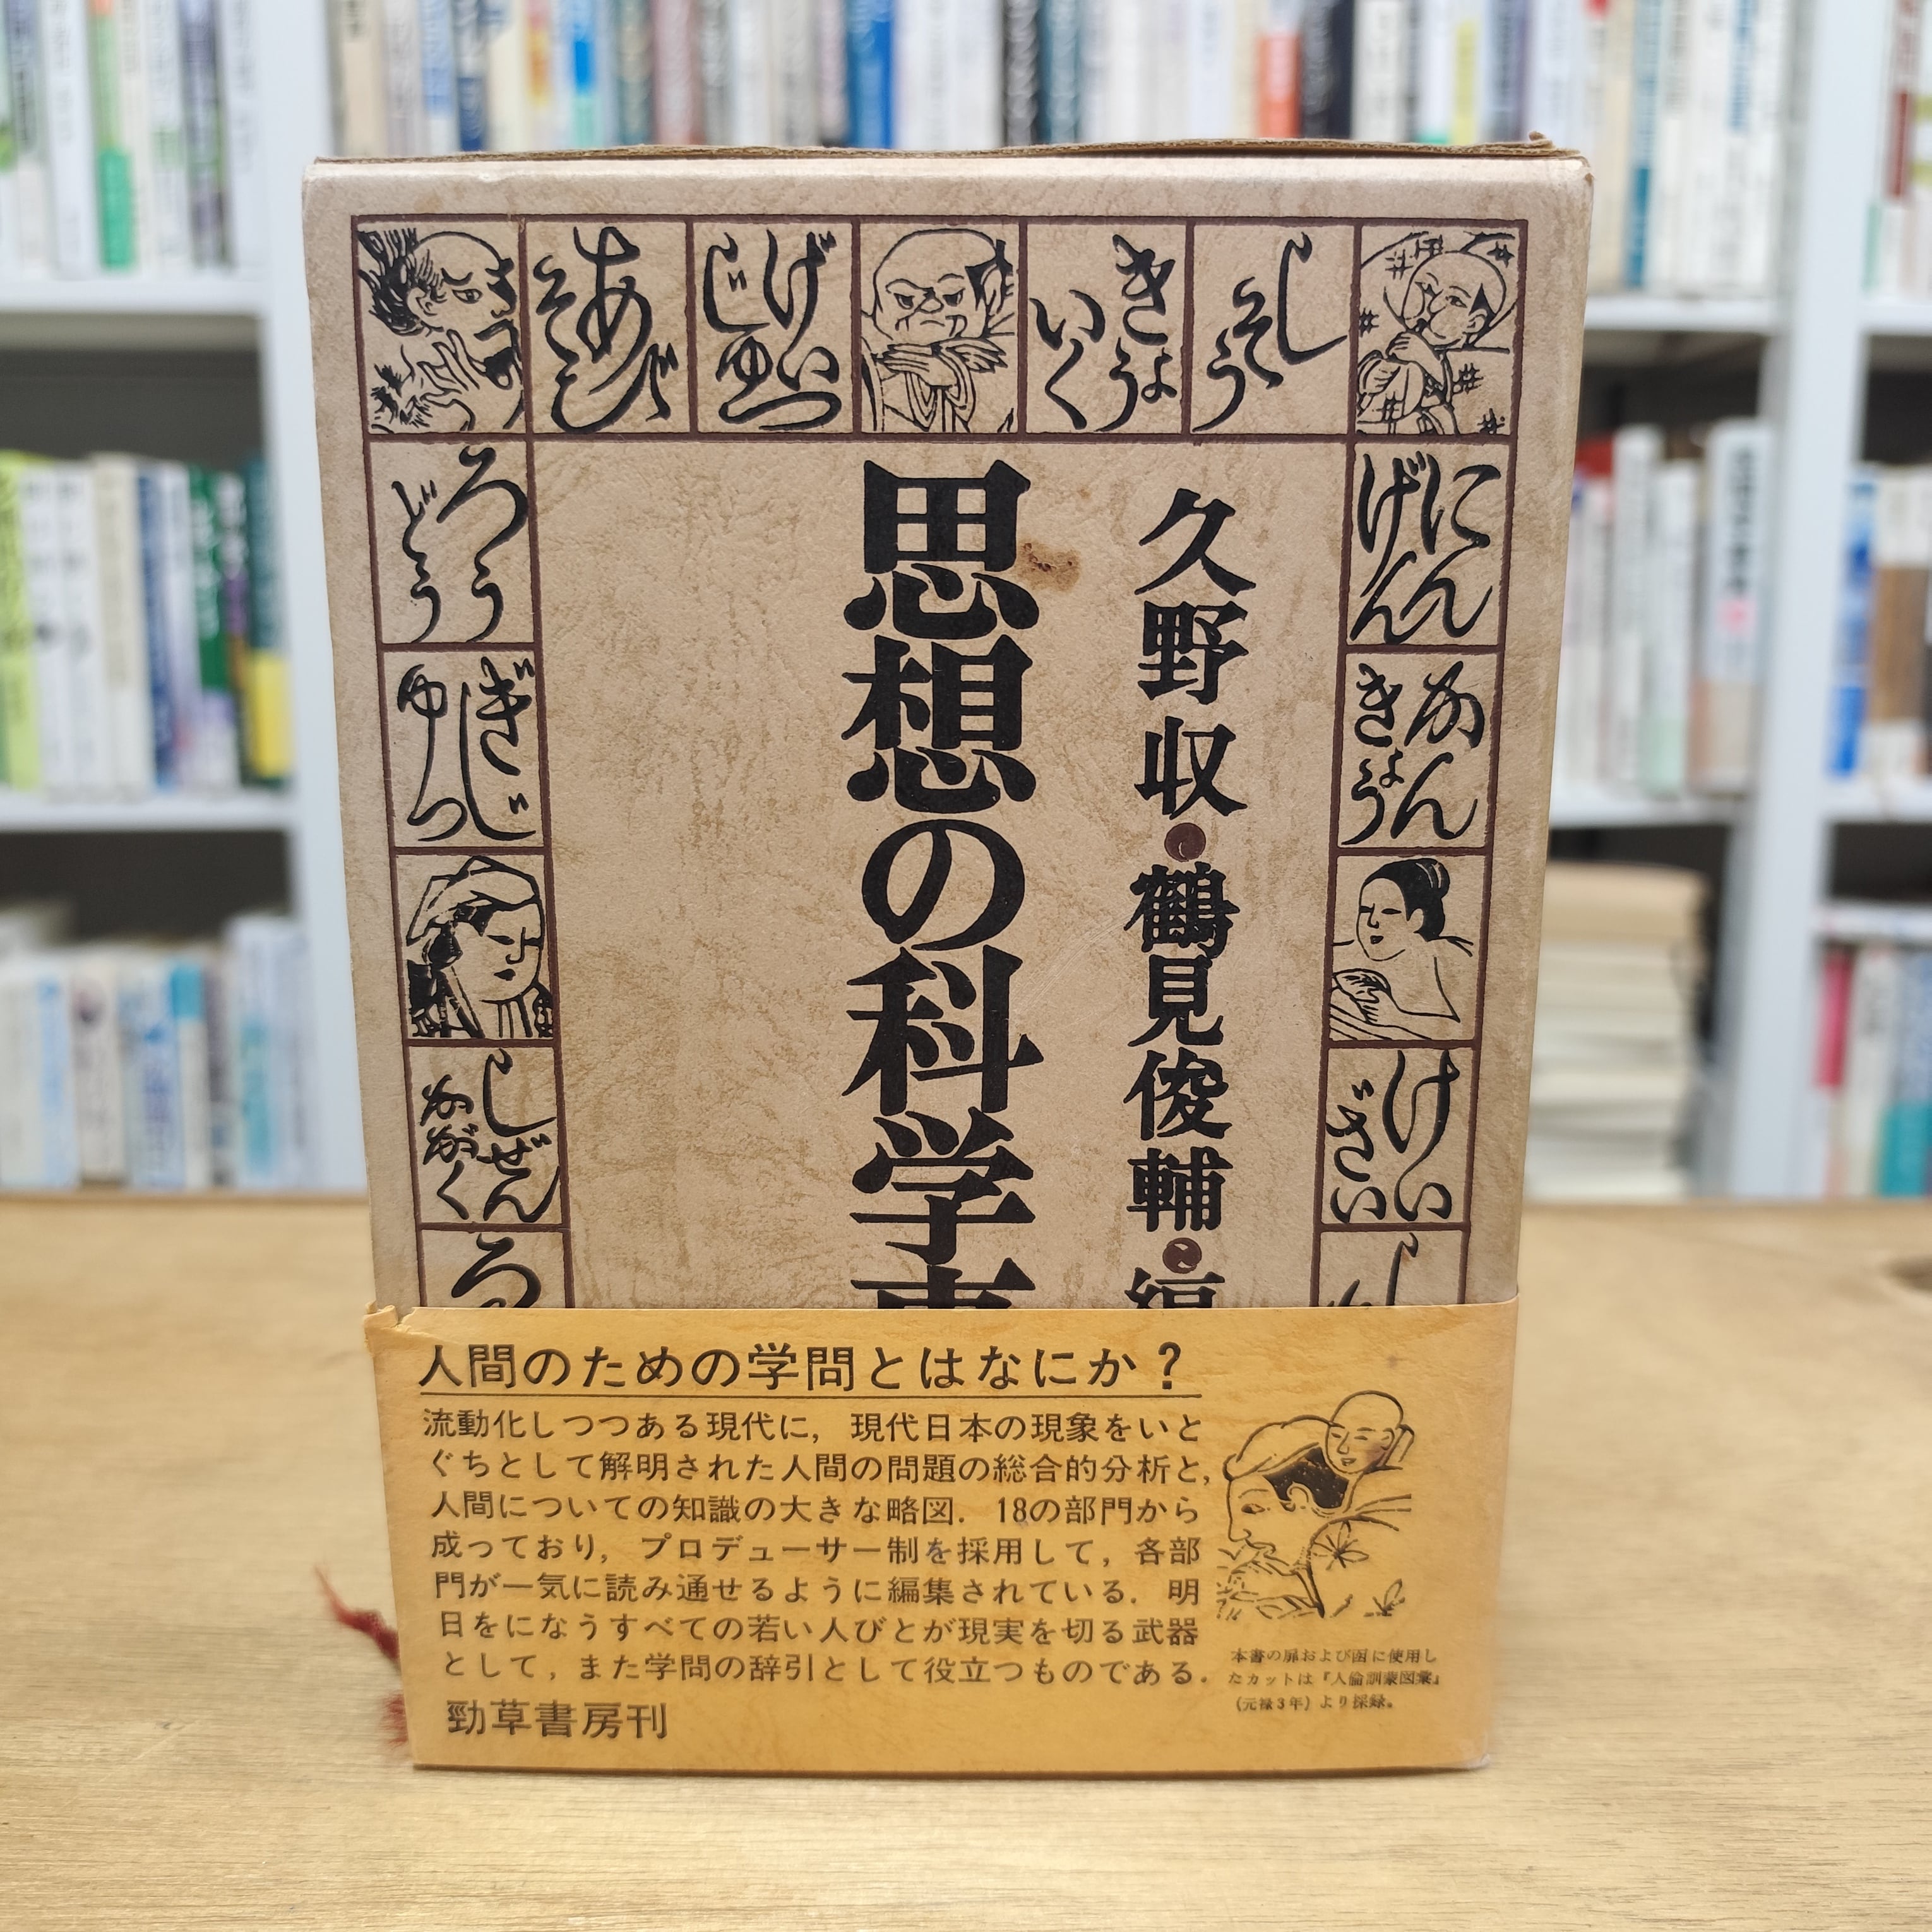 久野収・鶴見俊輔・編
思想の科学事
しそう
きょういく
げいじゅつ
あそび
にんげん
かんきょう
けいざい
ろうどう
ぎじゅつ
しぜんかがく
人間のための学問とはなにか？
流動化しつつある現代に，現代日本の現象をいと
ぐちとして解明された人間の問題の総合的分析と，
人間についての知識の大きな略図．18の部門から
成っており，プロデューサー制を採用して，各部
門が一気に読み通せるように編集されている．明
日をになうすべての若い人びとが現実を切る武器
として，また学問の辞引として役立つものである．
勁草書房刊
本書の扉および函に使用し
たカットは『人倫訓蒙図彙』
（元禄3年）より採録。